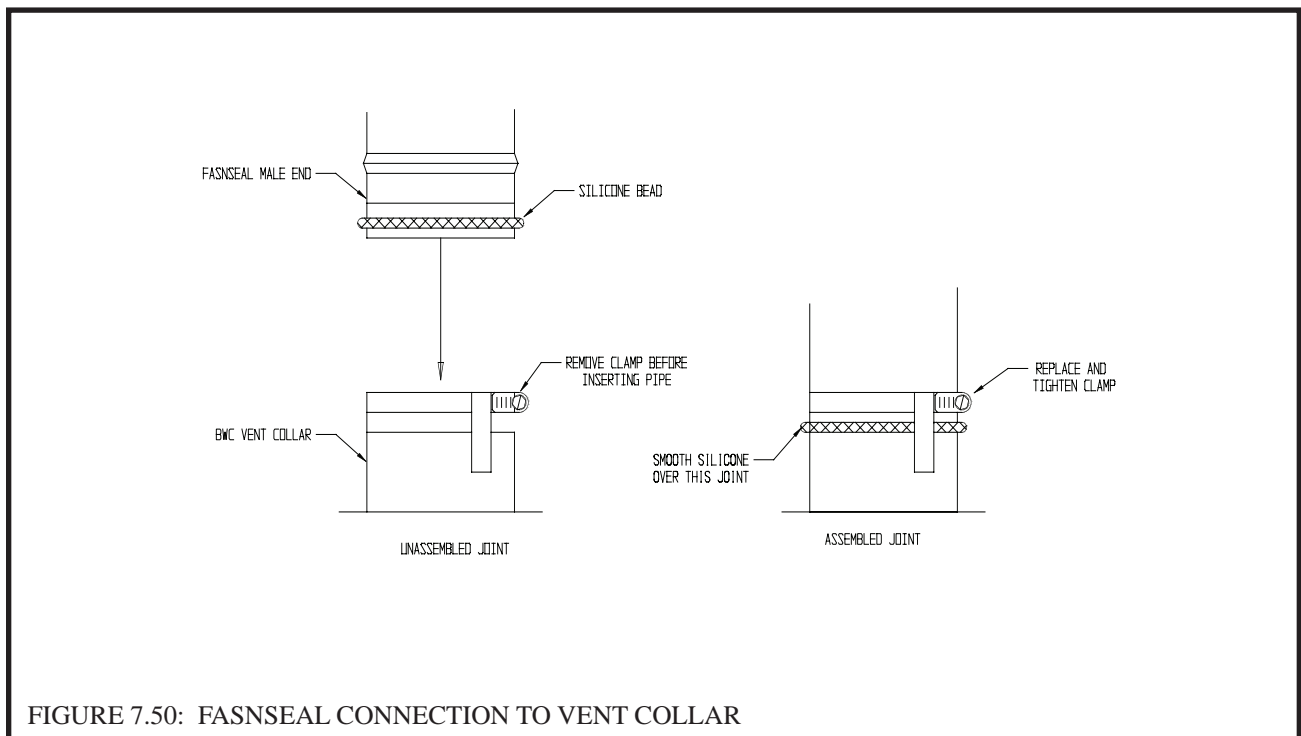 FASNSEAL MALE END
SILICONE BEAD
REMOVE CLAMP BEFORE
INSERTING PIPE
BWC VENT COLLAR
UNASSEMBLED JOINT
REPLACE AND
TIGHTEN CLAMP
SMOOTH SILICONE
OVER THIS JOINT
ASSEMBLED JOINT
FIGURE 7.50: FASNSEAL CONNECTION TO VENT COLLAR